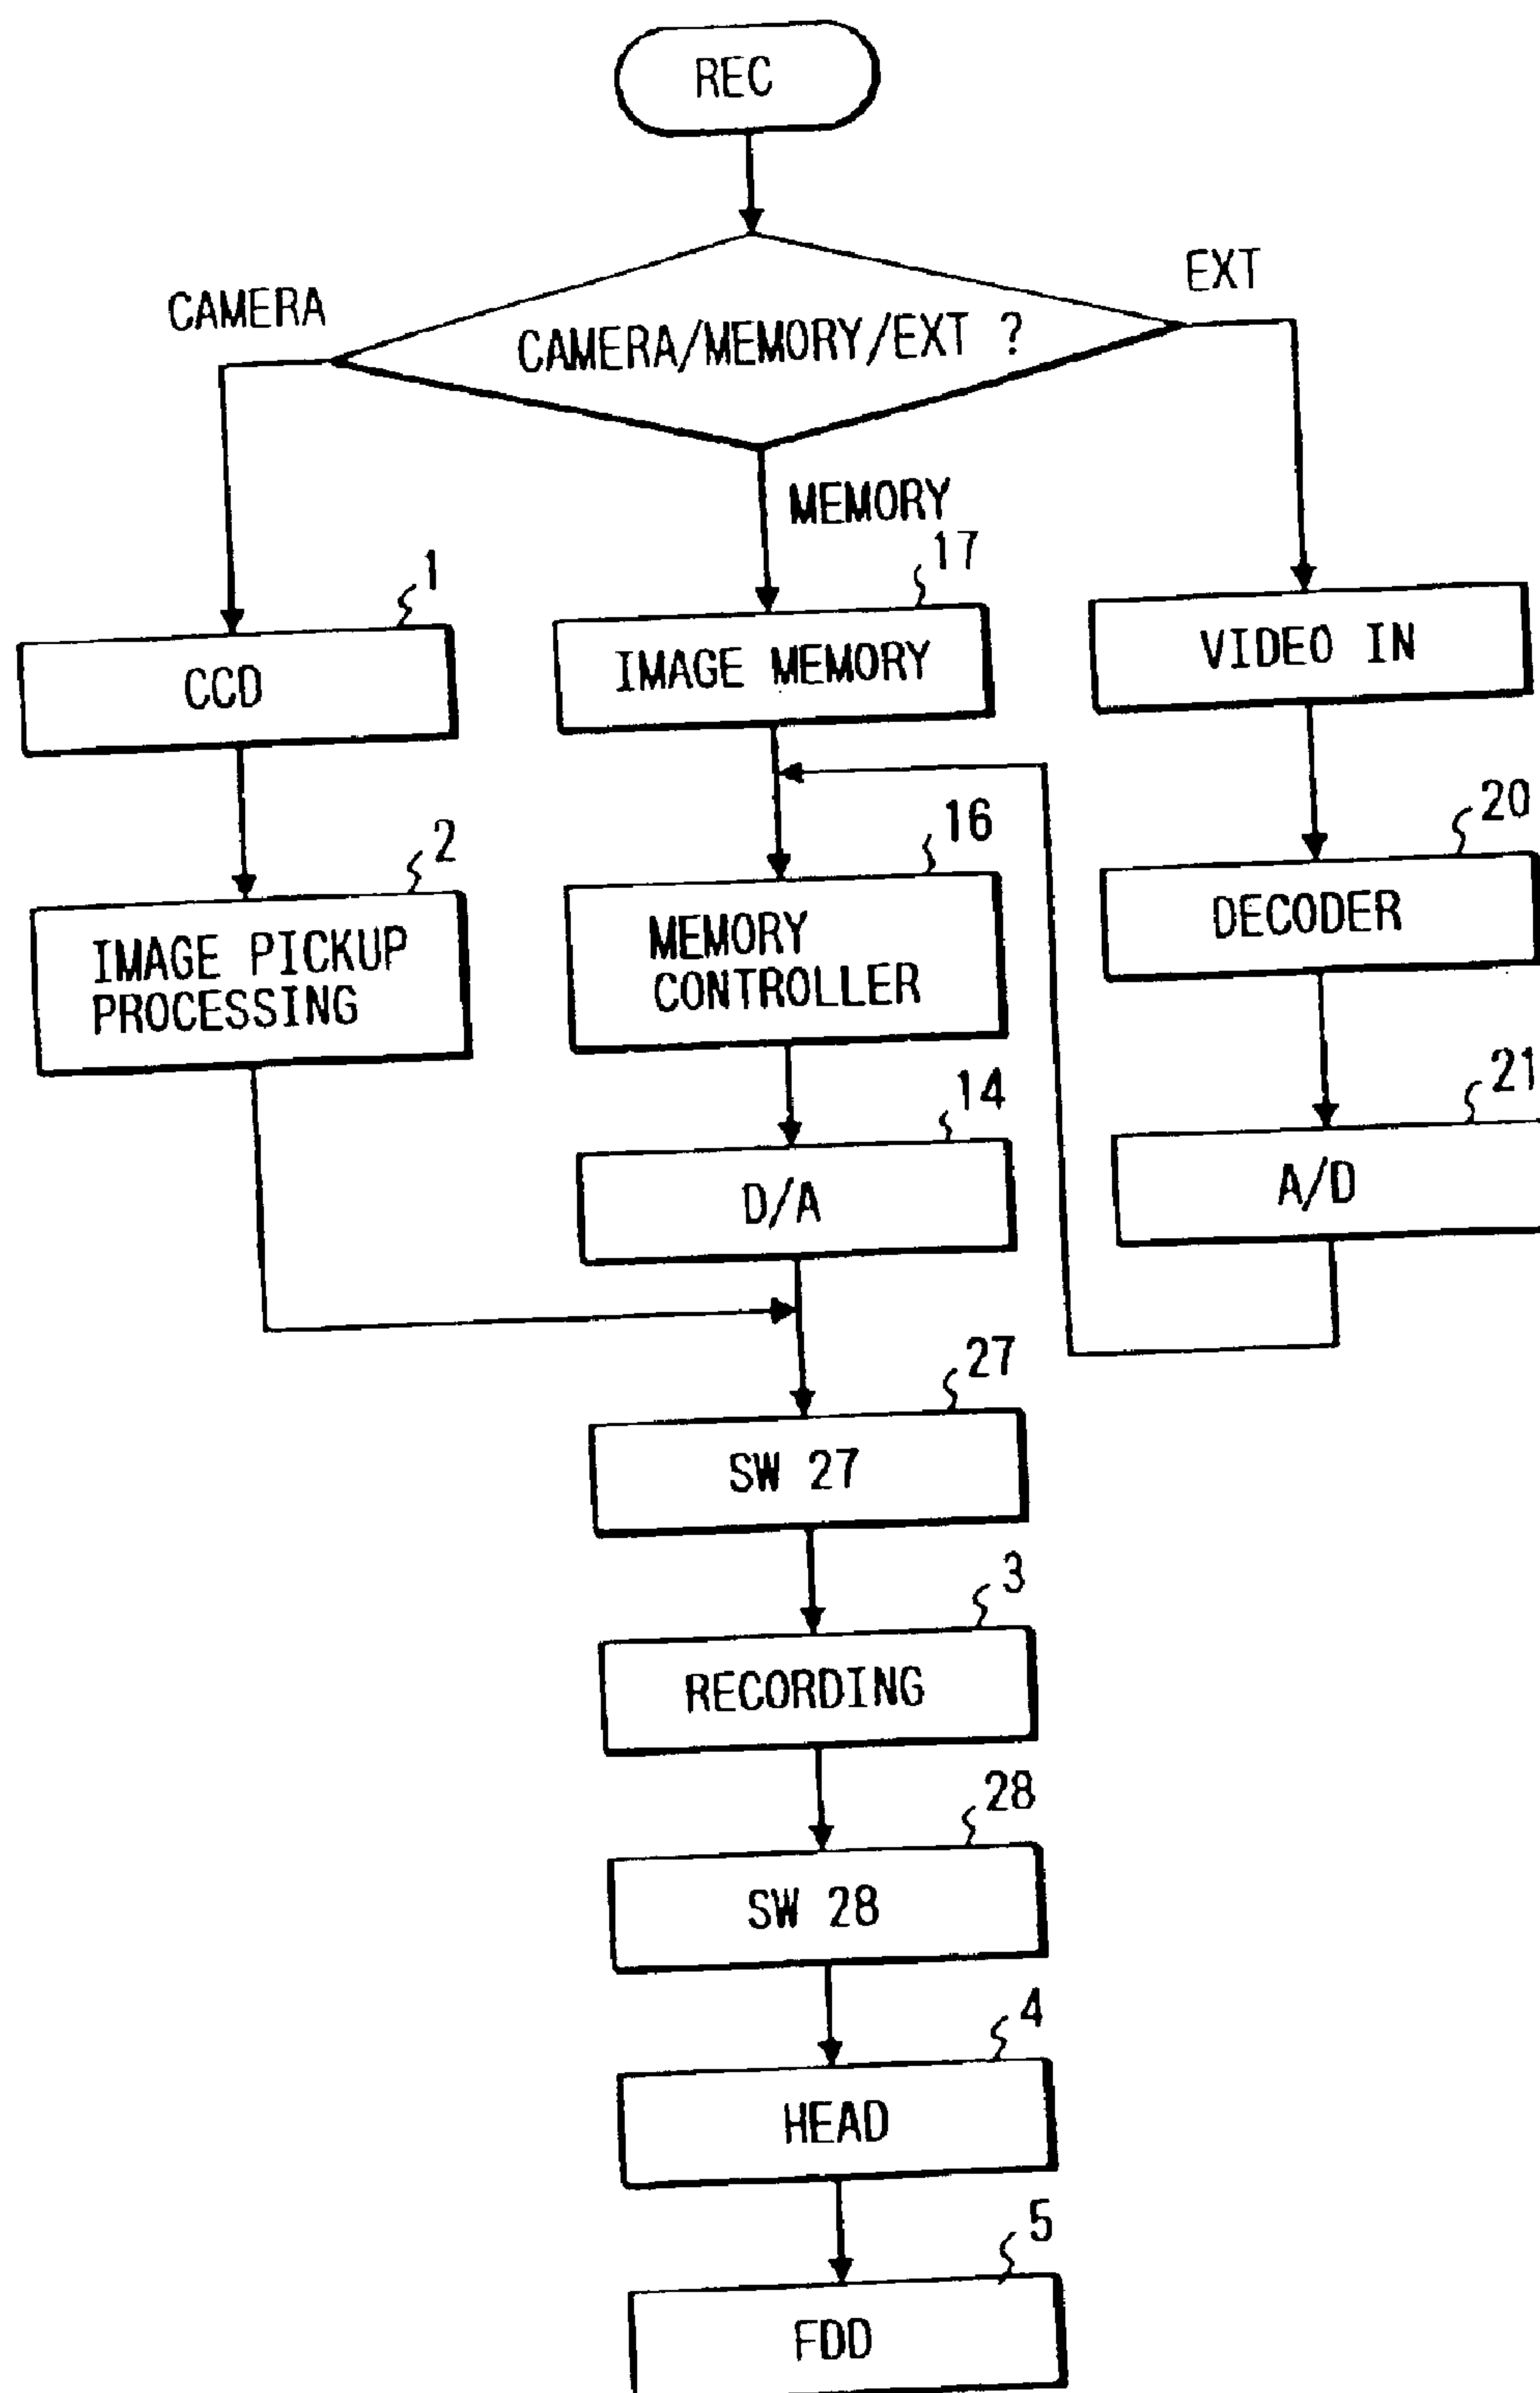 REC
CAMERA
EXT
CAMERA/MEMORY/EXT ?
MEMORY
1
CCD
17
IMAGE MEMORY
VIDEO IN
2
IMAGE PICKUP
PROCESSING
16
MEMORY
CONTROLLER
20
DECODER
14
D/A
21
A/D
27
SW 27
3
RECORDING
28
SW 28
4
HEAD
5
FDD